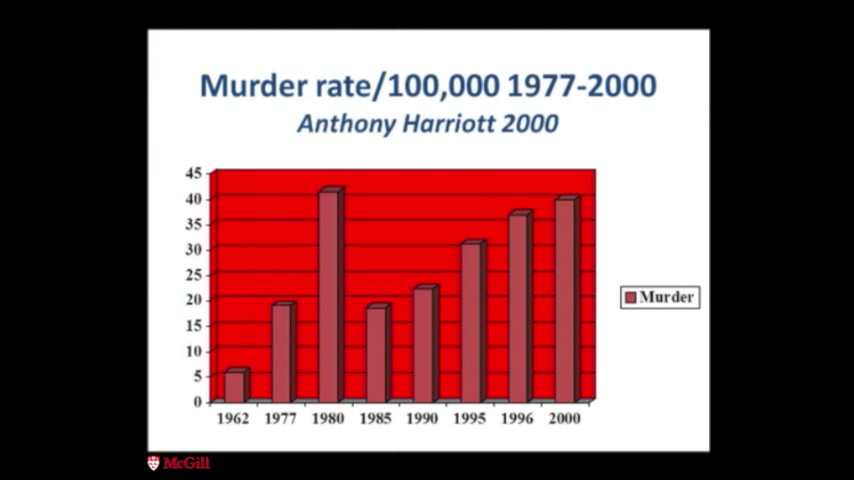 Murder rate/100,000 1977-2000
Anthony Harriott 2000
45
40
35
30
25
20
15
10
5
0
1962 1977 1980 1985 1990 1995 1996 2000
Murder
McGill